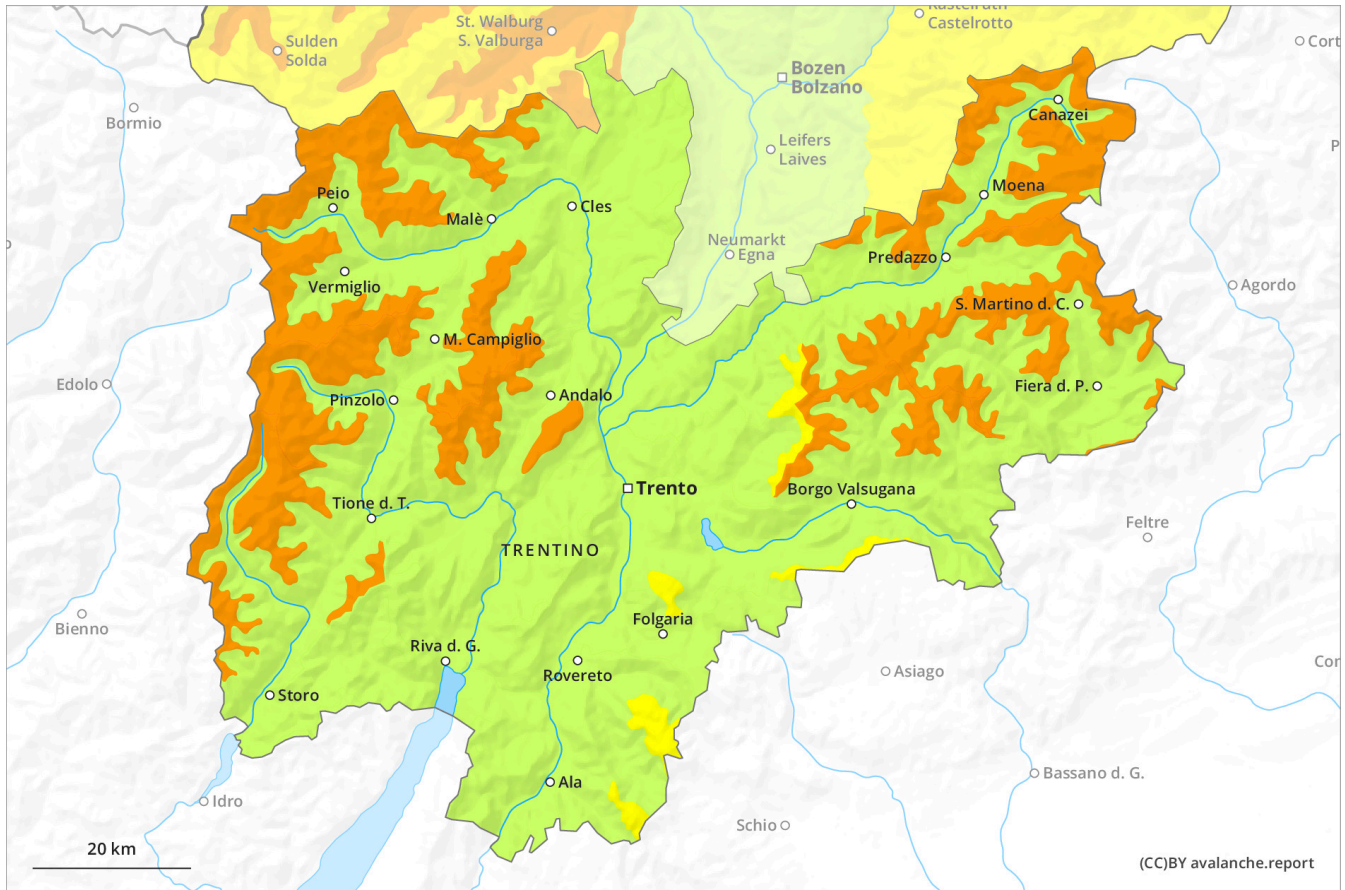 Kastelruth
Castelrotto
St. Walburg
S. Valburga
Sulden
Solda
Cort
Bozen
Bolzano
Bormio
Canazei
Leifers
Laives
Moena
Peio
Malè
Cles
Neumarkt
Egna
Predazzo
Vermiglio
Agordo
S. Martino d. C.
M. Campiglio
Edolo
Andalo
Fiera d. P.
Pinzolo
Trento
Borgo Valsugana
Tione d. T.
Feltre
TRENTINO
Bienno
Folgaria
Riva d. G.
Rovereto
Asiago
Cor
Storo
Ala
Bassano d. G.
Idro
Schio
20 km
(CC)BY avalanche.report